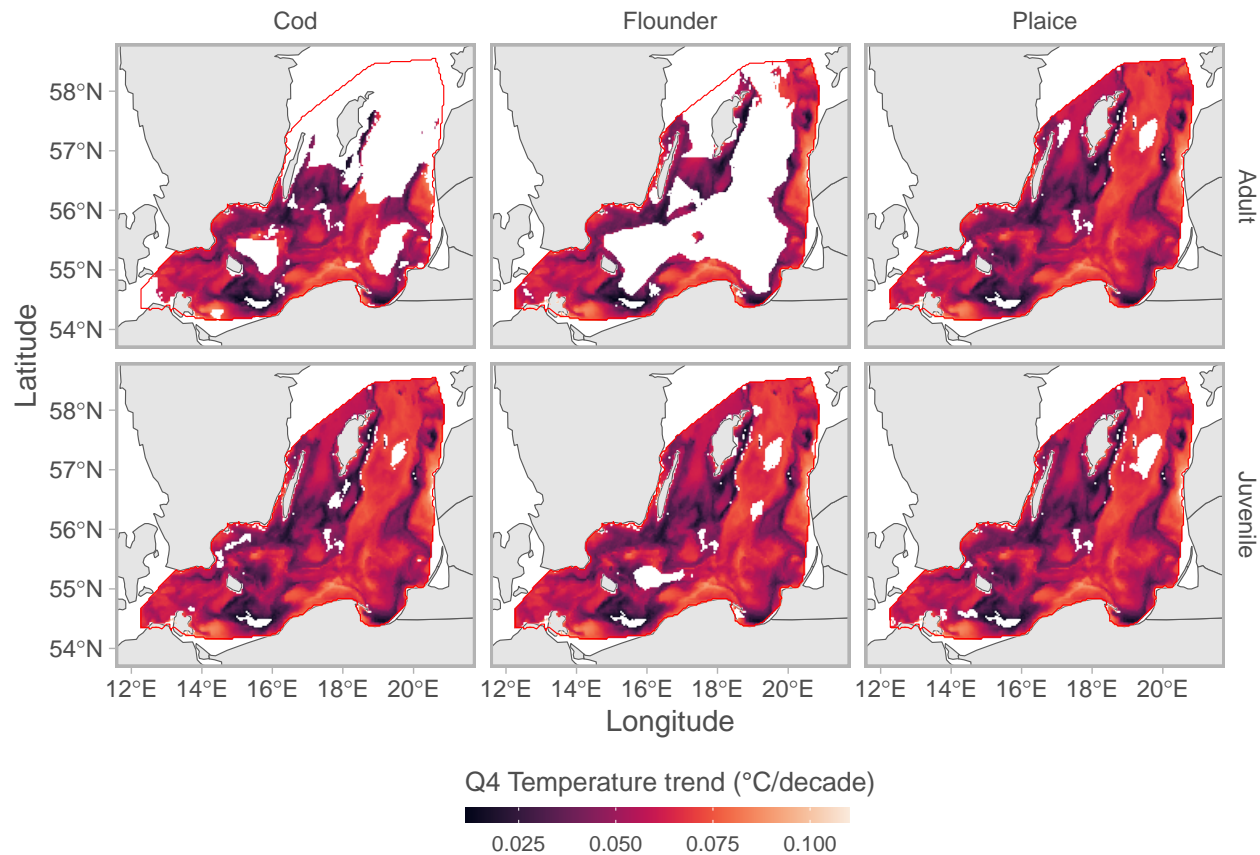 Cod Flounder Plaice
58°N
57°N
56°N
55°N
54°N
Adult
58°N
57°N
56°N
55°N
54°N
Juvenile
Latitude
12°E 14°E 16°E 18°E 20°E 12°E 14°E 16°E 18°E 20°E 12°E 14°E 16°E 18°E 20°E
Longitude
Q4 Temperature trend (°C/decade)
0.025 0.050 0.075 0.100